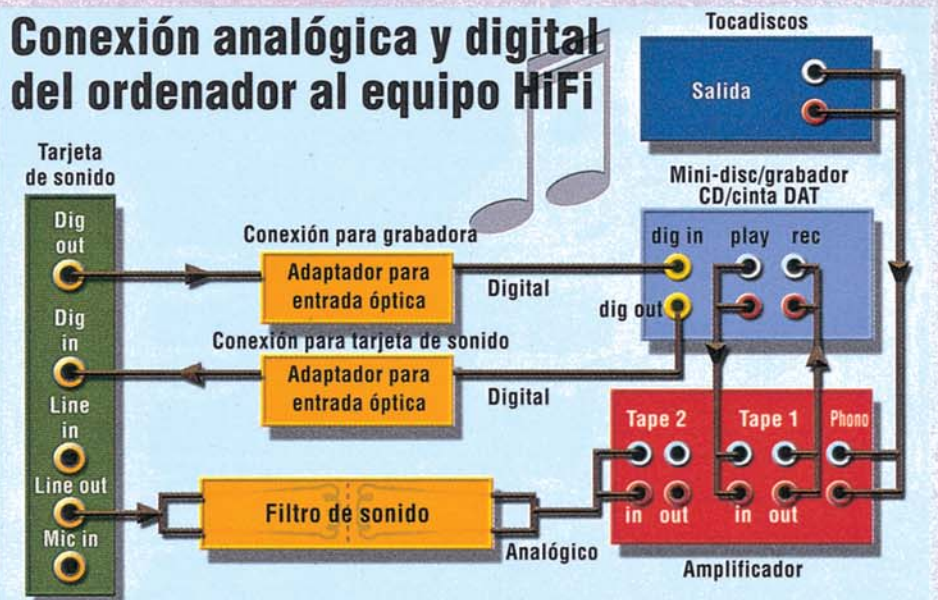 Conexión analógica y digital
del ordenador al equipo HiFi
Tocadiscos
Salida
Tarjeta
de sonido
Dig
out
Dig
in
Line
in
Line out
Mic in
Conexión para grabadora
Adaptador para
entrada óptica
Digital
Conexión para tarjeta de sonido
Adaptador para
entrada óptica
Digital
Filtro de sonido
Analógico
Mini-disc/grabador
CD/cinta DAT
dig in play rec
dig out
Tape 2 Tape 1 Phono
in out in out
Amplificador